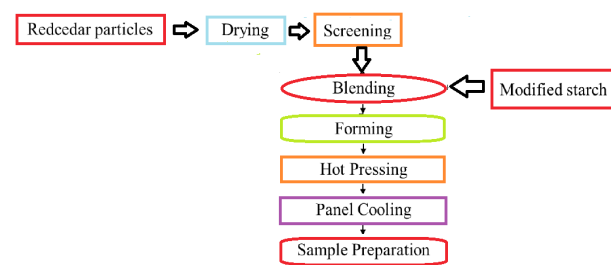 Redcedar particles
Drying
Screening
Blending
Modified starch
Forming
Hot Pressing
Panel Cooling
Sample Preparation